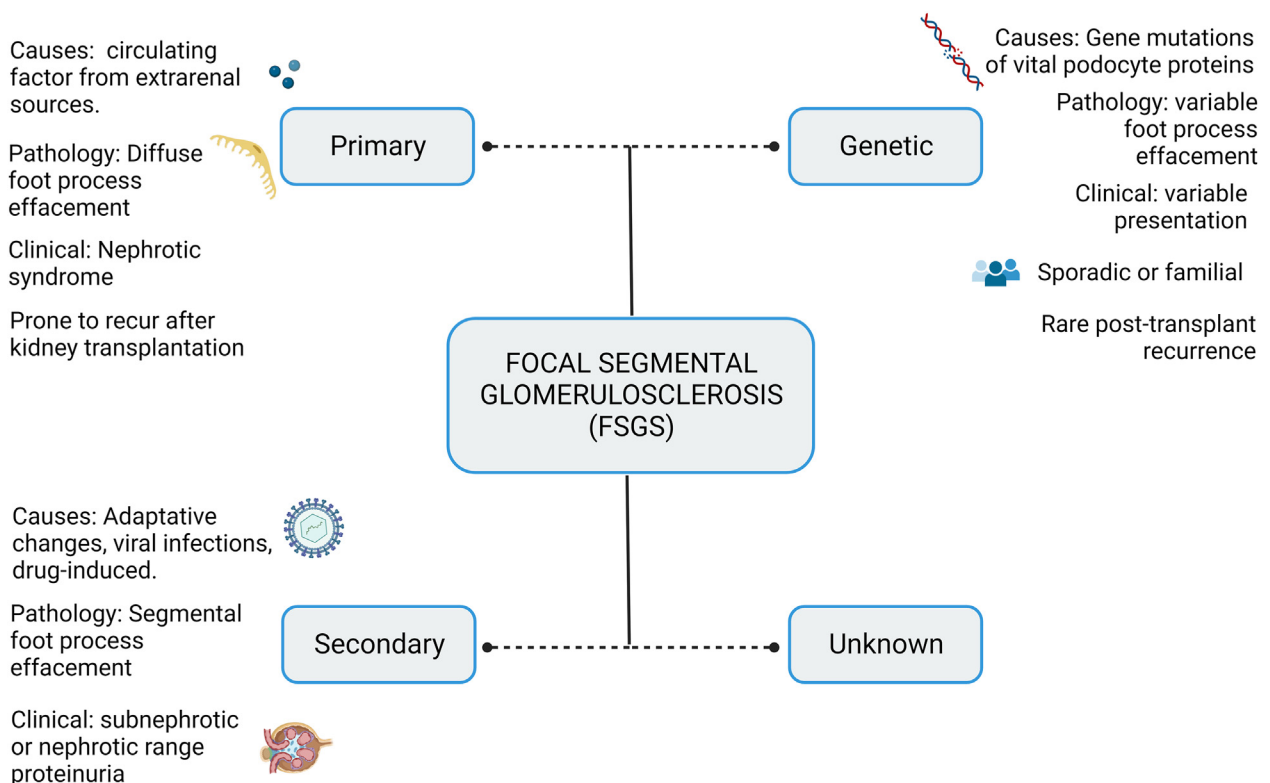 Causes:  circulating
factor from extrarenal
sources.
Pathology: Diffuse
foot process
effacement
Clinical: Nephrotic
syndrome
Prone to recur after
kidney transplantation
Primary
Genetic
Causes: Gene mutations
of vital podocyte proteins
Pathology: variable
foot process
effacement
Clinical: variable
presentation
Sporadic or familial
Rare post-transplant
recurrence
FOCAL SEGMENTAL
GLOMERULOSCLEROSIS
(FSGS)
Causes: Adaptative
changes, viral infections,
drug-induced.
Pathology: Segmental
foot process
effacement
Clinical: subnephrotic
or nephrotic range
proteinuria
Secondary
Unknown